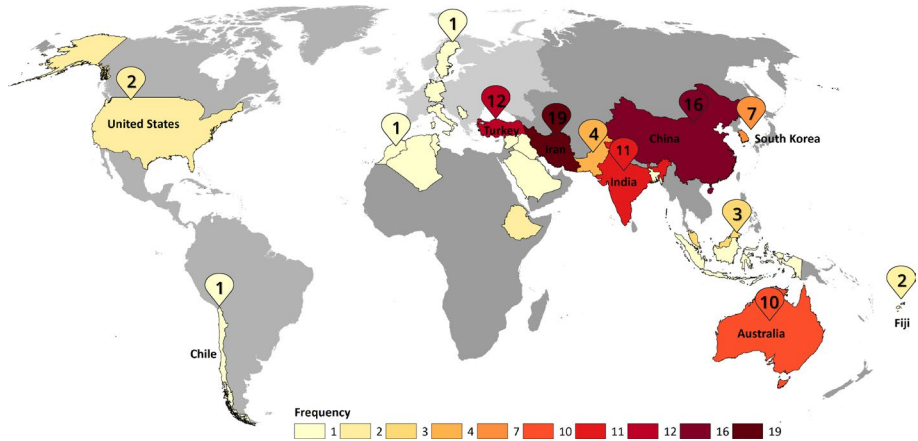 1
2
United States
12
Turkey
19
Iran
16
China
7
South Korea
1
4
11
India
3
1
Chile
10
Australia
2
Fiji
Frequency
1 2 3 4 7 10 11 12 16 19